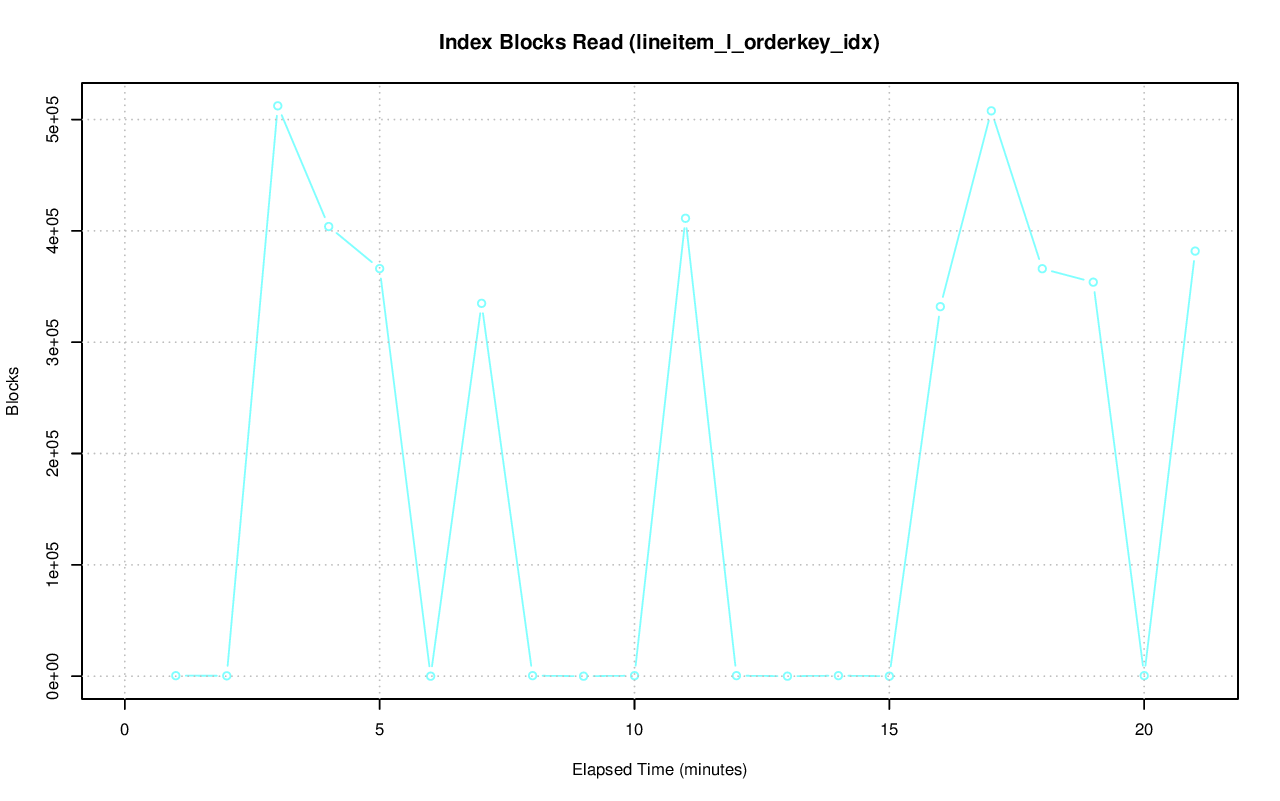 Index Blocks Read (lineitem_l_orderkey_idx)
5e+05
4e+05
3e+05
2e+05
1e+05
0e+00
Blocks
0 5 10 15 20
Elapsed Time (minutes)